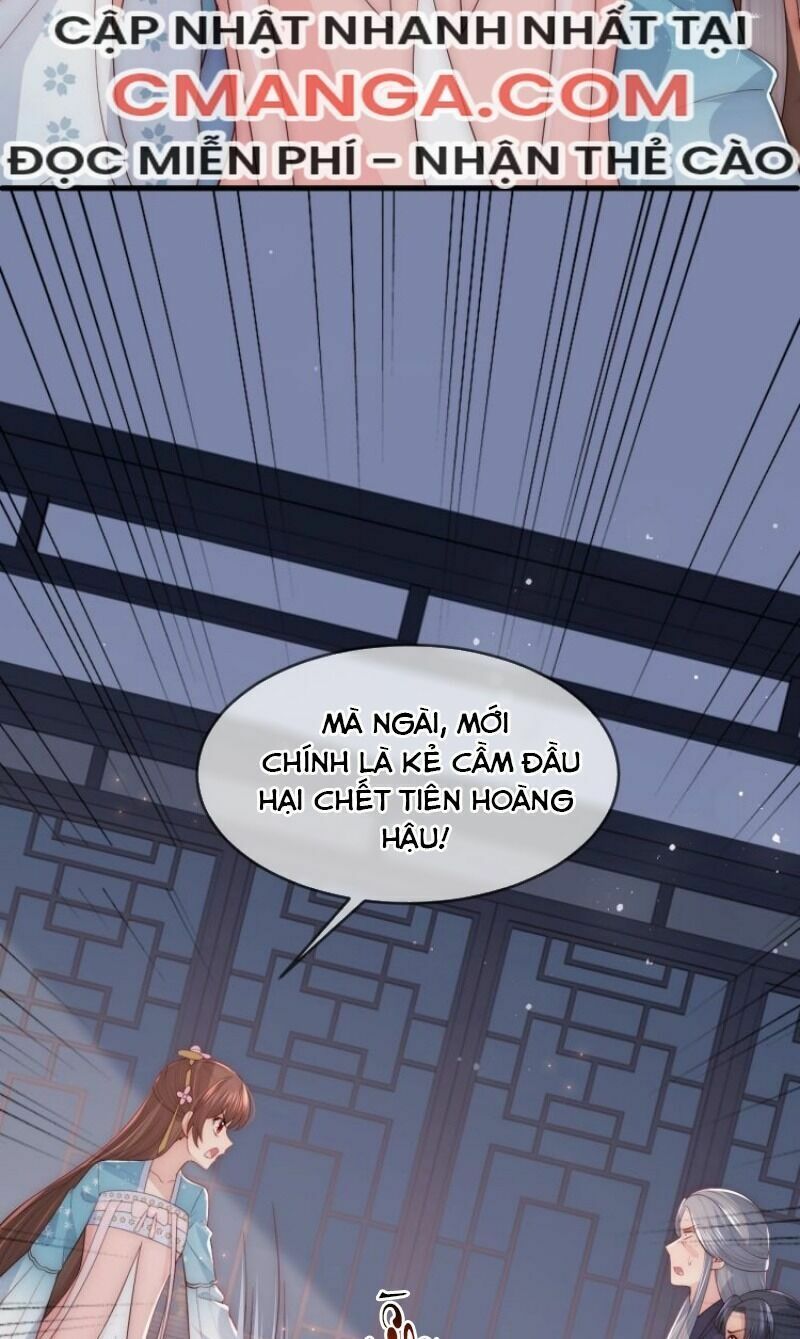 CẬP NHẬT NHANH NHẤT TẠI
CMANGA.COM
ĐỌC MIỄN PHÍ - NHẬN THẺ CÀO
MÀ NGÀI, MỚI
CHÍNH LÀ KẺ CẦM ĐẦU
HẠI CHẾT TIÊN HOÀNG
HẬU!